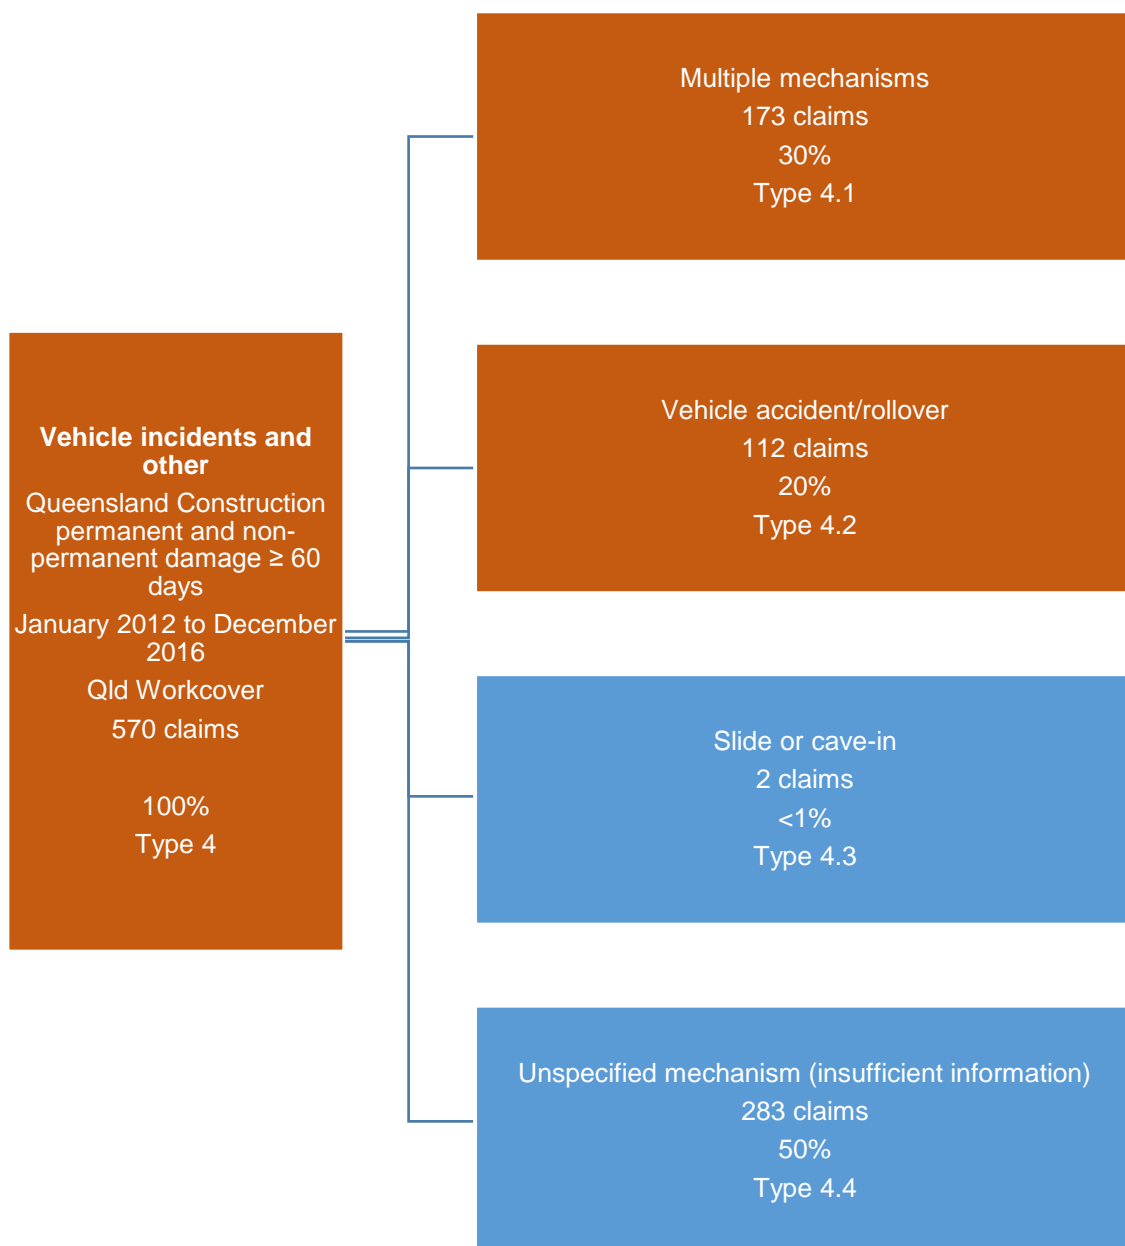 Multiple mechanisms
173 claims
30%
Type 4.1
Vehicle accident/rollover
112 claims
20%
Type 4.2
Vehicle incidents and
other
Queensland Construction
permanent and non-
permanent damage ≥ 60
days
January 2012 to December
2016
Qld Workcover
570 claims
100%
Type 4
Slide or cave-in
2 claims
<1%
Type 4.3
Unspecified mechanism (insufficient information)
283 claims
50%
Type 4.4